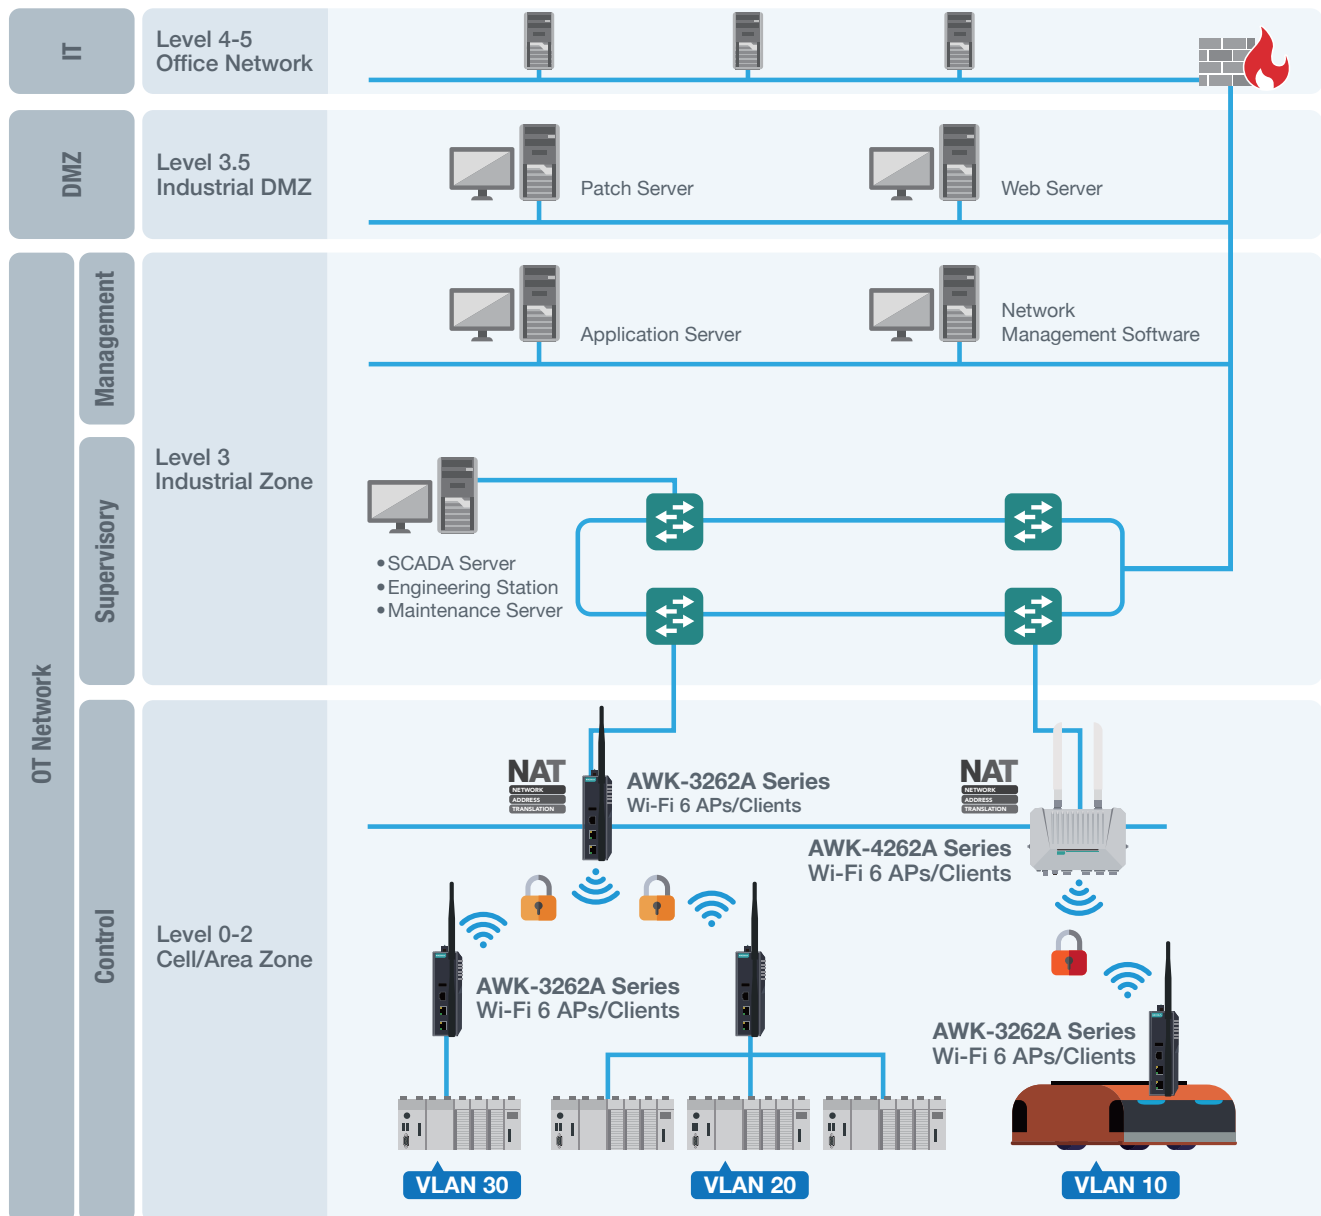 IT
Level 4-5
Office Network
DMZ
Level 3.5
Industrial DMZ
Patch Server
Web Server
OT Network
Management
Application Server
Network
Management Software
Supervisory
Level 3
Industrial Zone
•SCADA Server
•Engineering Station
•Maintenance Server
Control
Level 0-2
Cell/Area Zone
NAT
NETWORK
ADDRESS
TRANSLATION
AWK-3262A Series
Wi-Fi 6 APs/Clients
NAT
NETWORK
ADDRESS
TRANSLATION
AWK-4262A Series
Wi-Fi 6 APs/Clients
AWK-3262A Series
Wi-Fi 6 APs/Clients
AWK-3262A Series
Wi-Fi 6 APs/Clients
VLAN 30
VLAN 20
VLAN 10